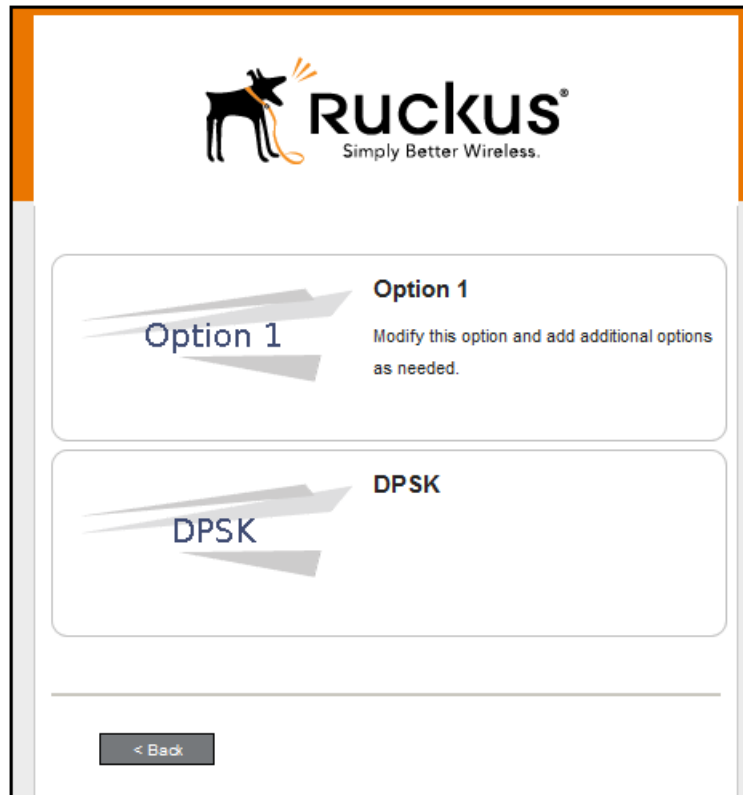 Ruckus®
Simply Better Wireless.
Option 1
Option 1
Modify this option and add additional options
as needed.
DPSK
DPSK
< Back